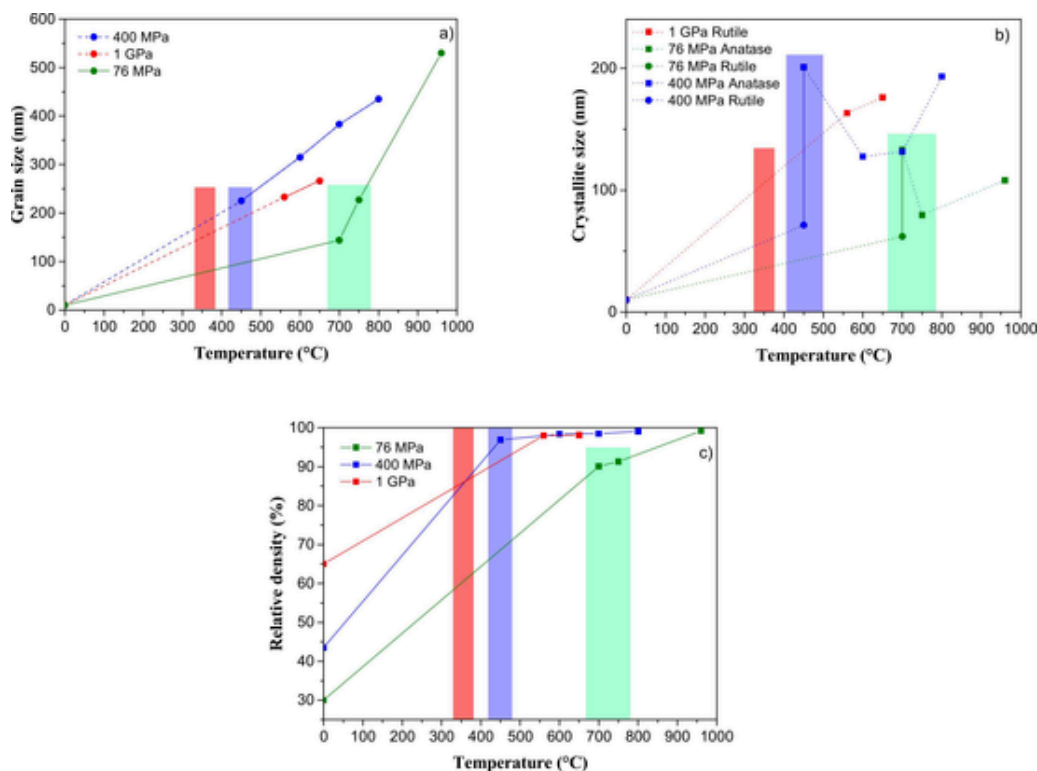 a)
400 MPa
1 GPa
76 MPa
Grain size (nm)
600
500
400
300
200
100
0
0 100 200 300 400 500 600 700 800 900 1000
Temperature (°C)
b)
1 GPa Rutile
76 MPa Anatase
76 MPa Rutile
400 MPa Anatase
400 MPa Rutile
Crystallite size (nm)
200
100
0
0 100 200 300 400 500 600 700 800 900 1000
Temperature (°C)
c)
76 MPa
400 MPa
1 GPa
Relative density (%)
100
90
80
70
60
50
40
30
0 100 200 300 400 500 600 700 800 900 1000
Temperature (°C)